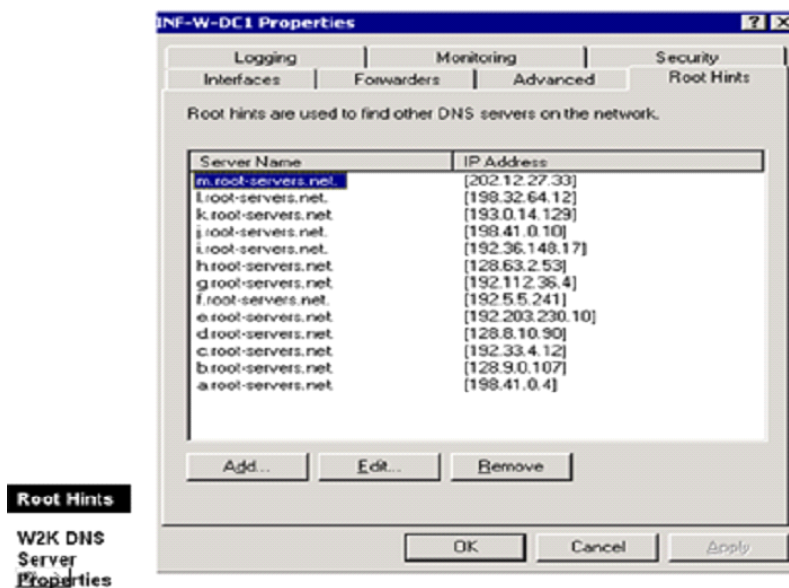 INF-W-DC1 Properties
Logging Monitoring Security
Interfaces Forwarders Advanced Root Hints
Root hints are used to find other DNS servers on the network.
Server Name IP Address
m.root-servers.net. [202.12.27.33]
l.root-servers.net. [198.32.64.12]
k.root-servers.net. [193.0.14.129]
j.root-servers.net. [198.41.0.10]
i.root-servers.net. [192.36.148.17]
h.root-servers.net. [128.63.2.53]
g.root-servers.net. [192.112.36.4]
f.root-servers.net. [192.5.5.241]
e.root-servers.net. [192.203.230.10]
d.root-servers.net. [128.8.10.90]
c.root-servers.net. [192.33.4.12]
b.root-servers.net. [128.9.0.107]
a.root-servers.net. [198.41.0.4]
Add... Edit... Remove
OK Cancel Apply
Root Hints
W2K DNS
Server
Properties